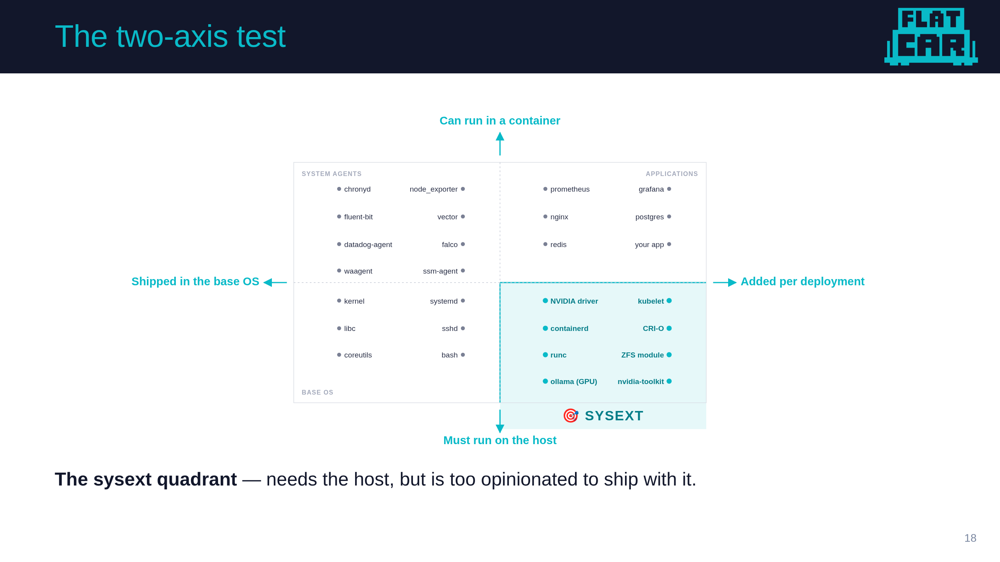 The two-axis test
FLAT
CAR
Can run in a container
SYSTEM AGENTS
APPLICATIONS
chronyd node_exporter prometheus grafana
fluent-bit vector nginx postgres
datadog-agent falco redis your app
waagent ssm-agent
Shipped in the base OS
Added per deployment
kernel systemd NVIDIA driver kubelet
libc sshd containerd CRI-O
coreutils bash runc ZFS module
ollama (GPU) nvidia-toolkit
BASE OS
SYSEXT
Must run on the host
The sysext quadrant — needs the host, but is too opinionated to ship with it.
18